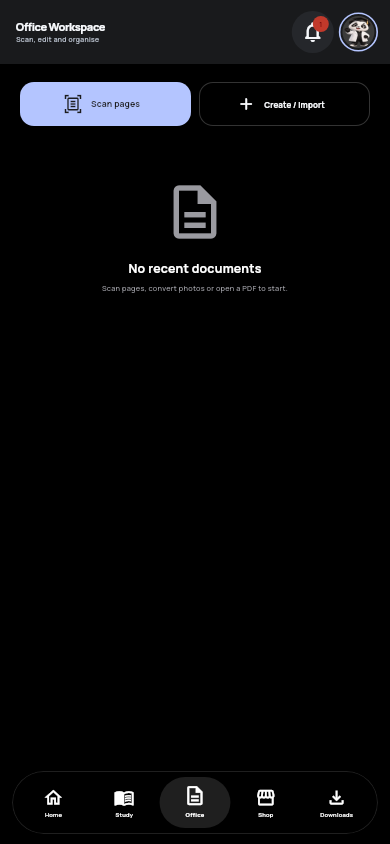 Office Workspace
Scan, edit and organise
Scan pages
Create / Import
No recent documents
Scan pages, convert photos or open a PDF to start.
Home
Study
Office
Shop
Downloads